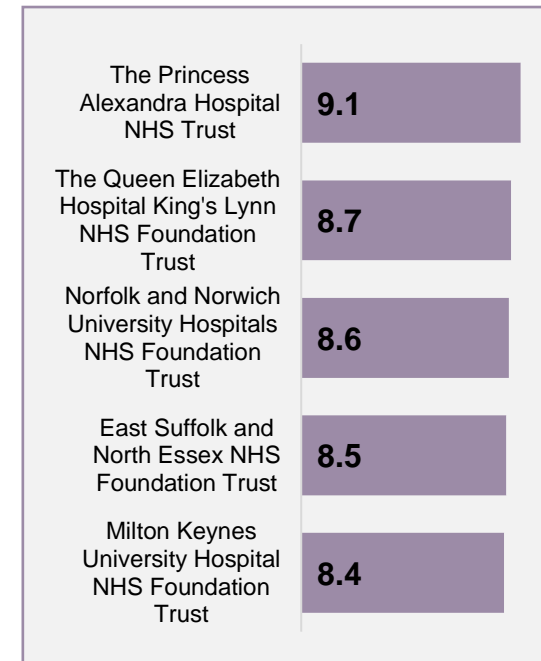 The Princess
Alexandra Hospital
NHS Trust
9.1
The Queen Elizabeth
Hospital King's Lynn
NHS Foundation
Trust
8.7
Norfolk and Norwich
University Hospitals
NHS Foundation
Trust
8.6
East Suffolk and
North Essex NHS
Foundation Trust
8.5
Milton Keynes
University Hospital
NHS Foundation
Trust
8.4